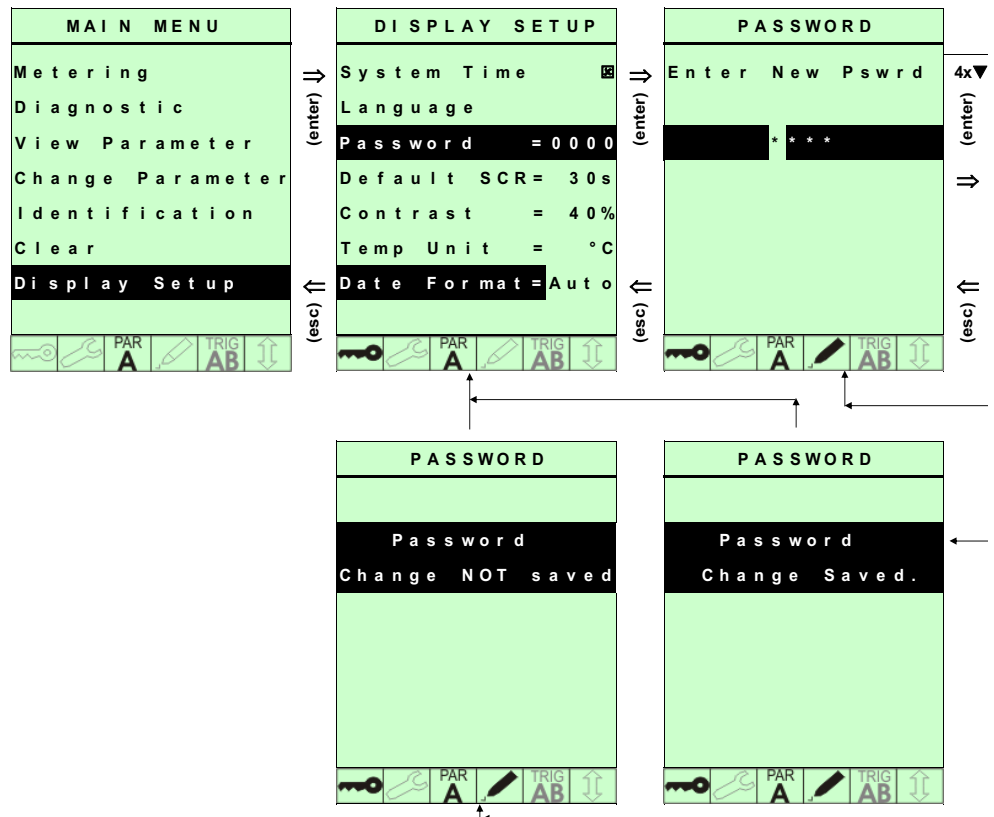 MAIN MENU
Metering
Diagnostic
View Parameter
Change Parameter
Identification
Clear
Display Setup
PAR
A
TRIG
AB
⇒
(enter)
⇐
(esc)
DISPLAY SETUP
System Time
Language
Password =0000
Default SCR= 30s
Contrast = 40%
Temp Unit = °C
Date Format=Auto
PAR
A
TRIG
AB
⇒
(enter)
⇐
(esc)
PASSWORD
Enter New Pswrd
****
PAR
A
TRIG
AB
4x▼
(enter)
⇒
⇐
(esc)
PASSWORD
Password
Change NOT saved
PAR
A
TRIG
AB
PASSWORD
Password
Change Saved.
PAR
A
TRIG
AB